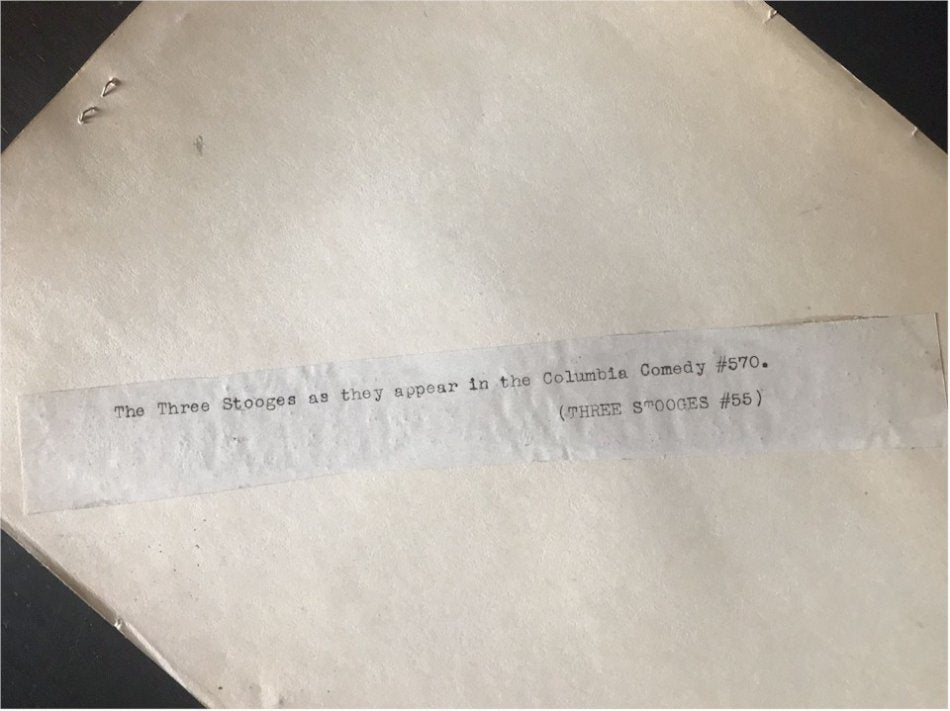 The Three Stooges as they appear in the Columbia Comedy #570.
(THREE STOOGES #55)